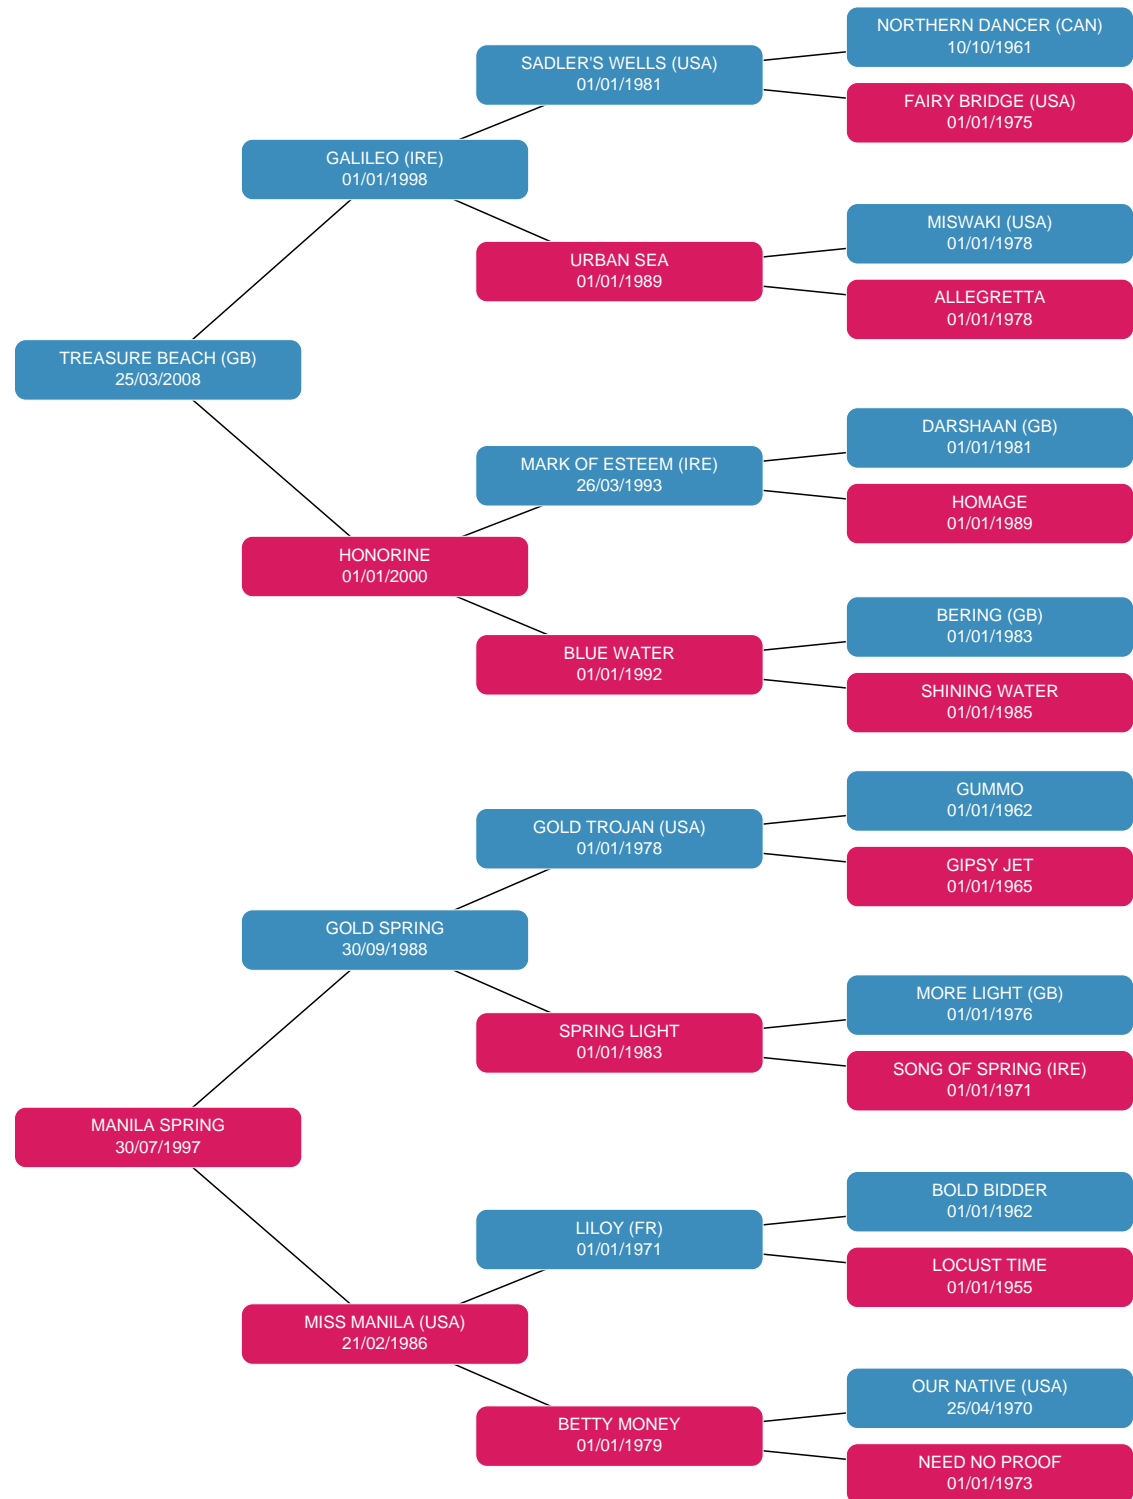 NORTHERN DANCER (CAN)
10/10/1961
SADLER'S WELLS (USA)
01/01/1981
FAIRY BRIDGE (USA)
01/01/1975
GALILEO (IRE)
01/01/1998
MISWAKI (USA)
01/01/1978
URBAN SEA
01/01/1989
ALLEGRETTA
01/01/1978
TREASURE BEACH (GB)
25/03/2008
DARSHAAN (GB)
01/01/1981
MARK OF ESTEEM (IRE)
26/03/1993
HOMAGE
01/01/1989
HONORINE
01/01/2000
BERING (GB)
01/01/1983
BLUE WATER
01/01/1992
SHINING WATER
01/01/1985
GUMMO
01/01/1962
GOLD TROJAN (USA)
01/01/1978
GIPSY JET
01/01/1965
GOLD SPRING
30/09/1988
MORE LIGHT (GB)
01/01/1976
SPRING LIGHT
01/01/1983
SONG OF SPRING (IRE)
01/01/1971
MANILA SPRING
30/07/1997
BOLD BIDDER
01/01/1962
LILOY (FR)
01/01/1971
LOCUST TIME
01/01/1955
MISS MANILA (USA)
21/02/1986
OUR NATIVE (USA)
25/04/1970
BETTY MONEY
01/01/1979
NEED NO PROOF
01/01/1973